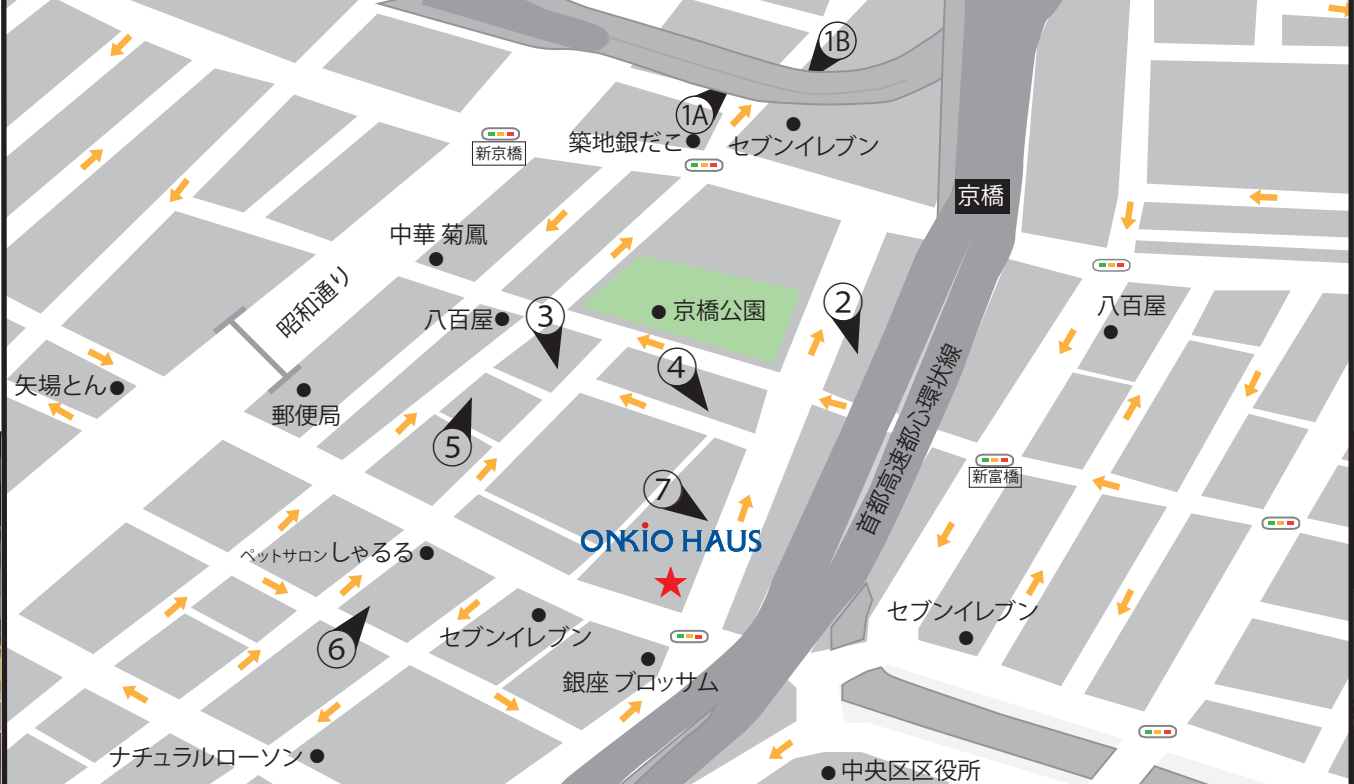 1B
1A
築地銀だこ
セブンイレブン
新京橋
京橋
中華 菊鳳
昭和通り
八百屋
3
京橋公園
2
八百屋
4
矢場とん
郵便局
5
首都高速都心環状線
新富橋
7
ONKIO HAUS
ペットサロン しゃるる
セブンイレブン
セブンイレブン
6
銀座 ブロッサム
ナチュラルローソン
中央区区役所